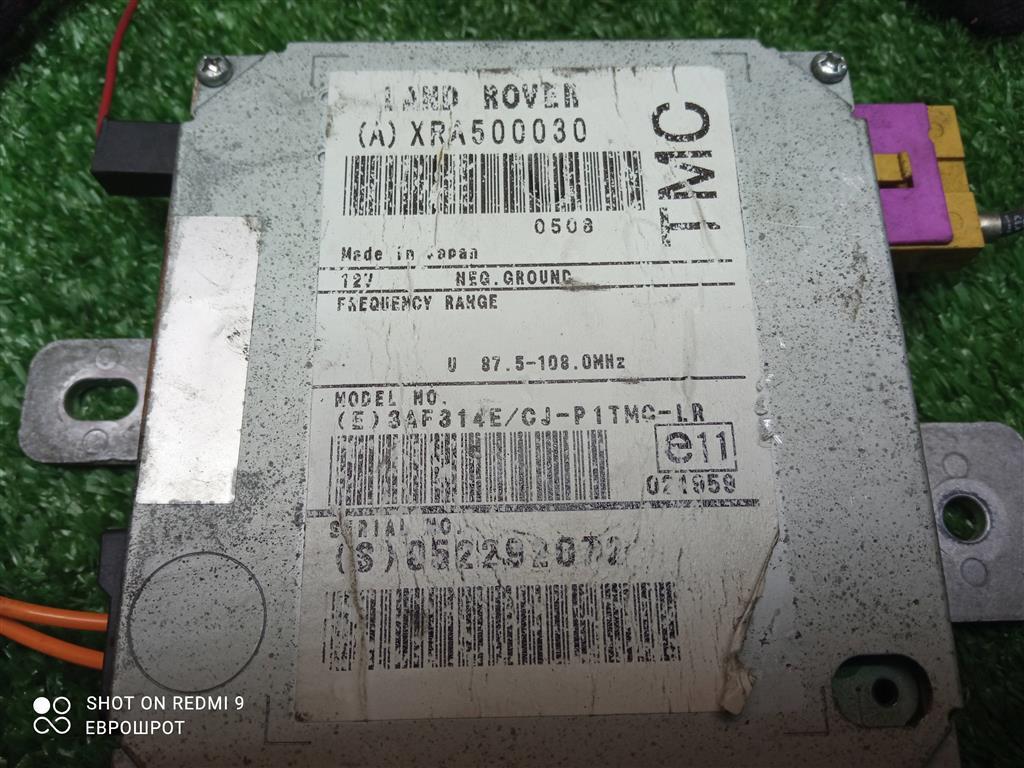 LAND ROVER
(A) XRA500030
TMC
0508
Made in Japan
12V NEG.GROUND
FREQUENCY RANGE
U 87.5-108.0MHz
MODEL NO.
(E)3AF314E/CJ-P1TMC-LR
e11
021959
SERIAL NO.
(S)052292072
SHOT ON REDMI 9
ЕВРОШРОТ